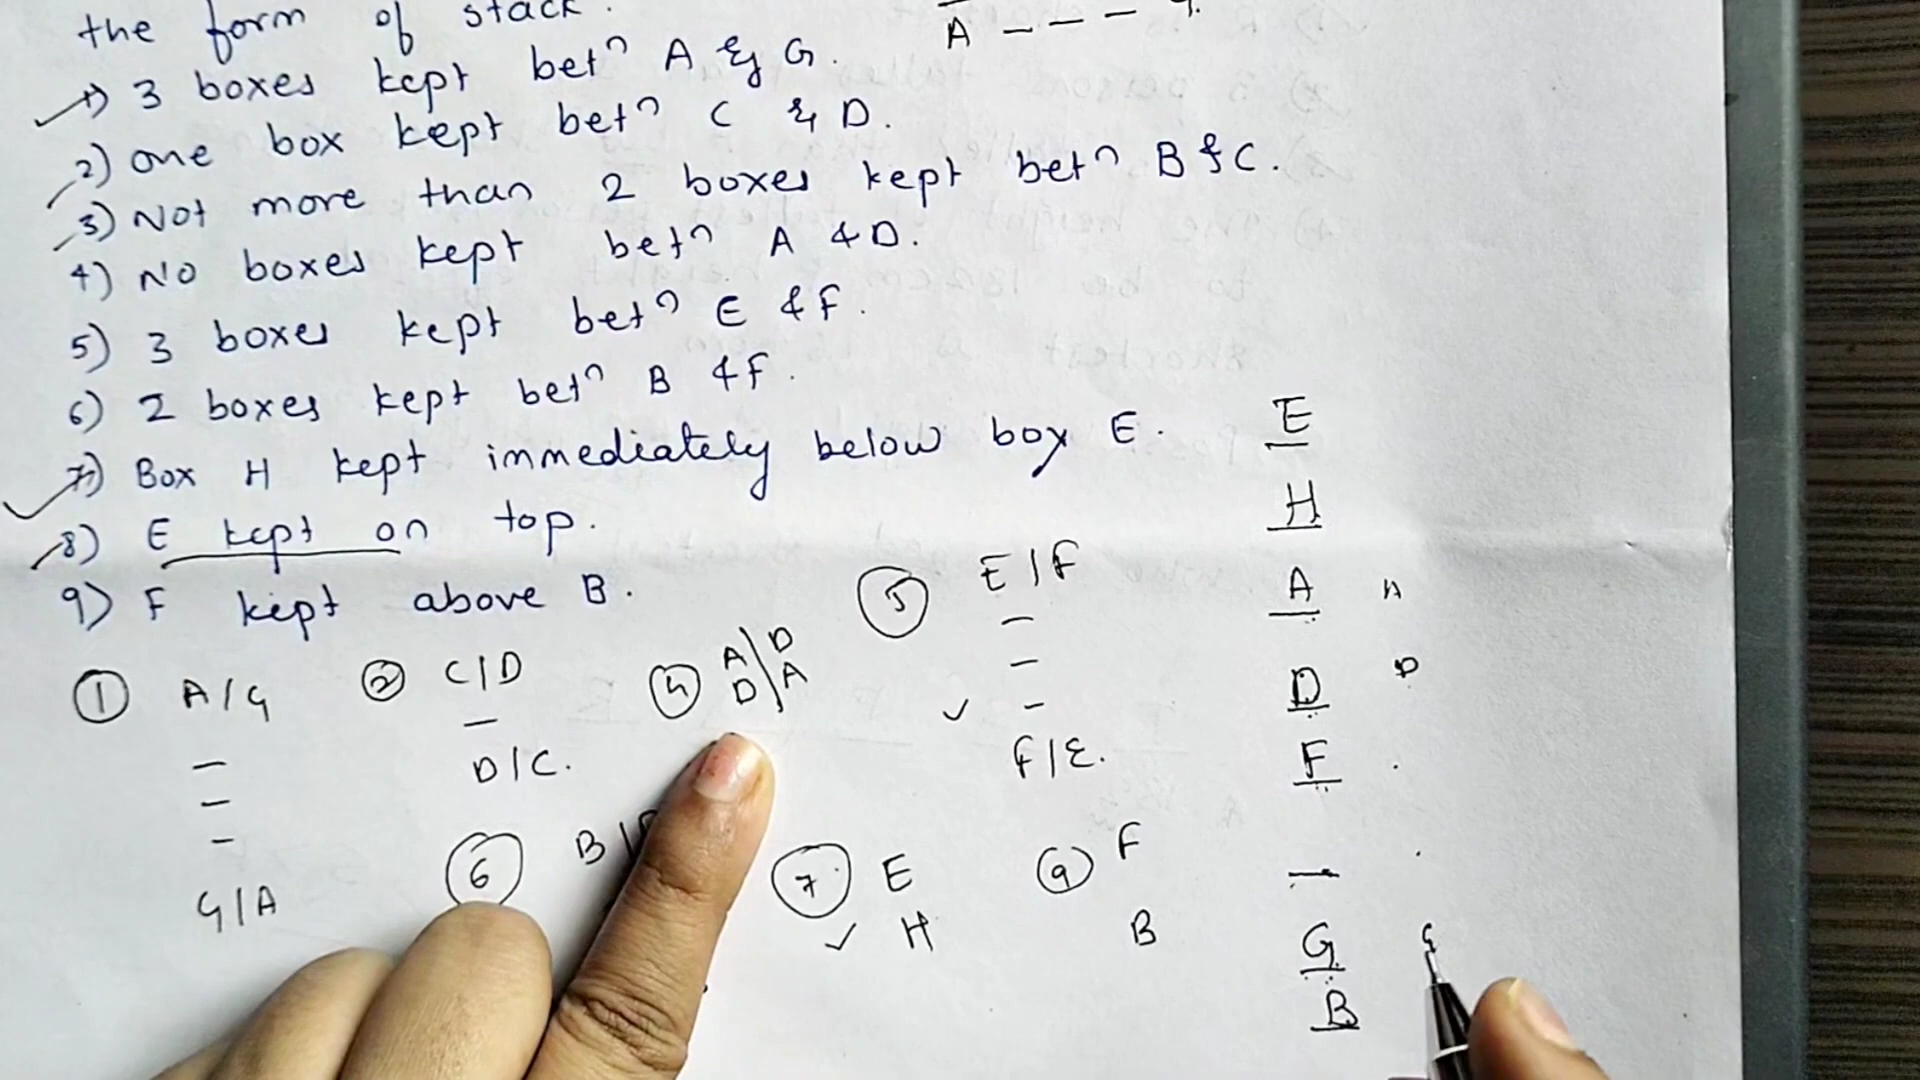 the form of stack.
A - - - G.
1) 3 boxes kept betn A & G.
2) one box kept betn C & D.
3) Not more than 2 boxes kept betn B & C.
4) No boxes kept betn A & D.
5) 3 boxes kept betn E & F.
6) 2 boxes kept betn B & F.
7) Box H kept immediately below box E.
8) E kept on top.
9) F kept above B.
① A/G
-
-
-
G/A
② C/D
-
D/C.
④ A/D
D/A
⑤ E/F
-
-
-
F/E.
⑥ B/
⑦ E
H
⑨ F
B
E
H
A A
D D
F .
- .
G G
B